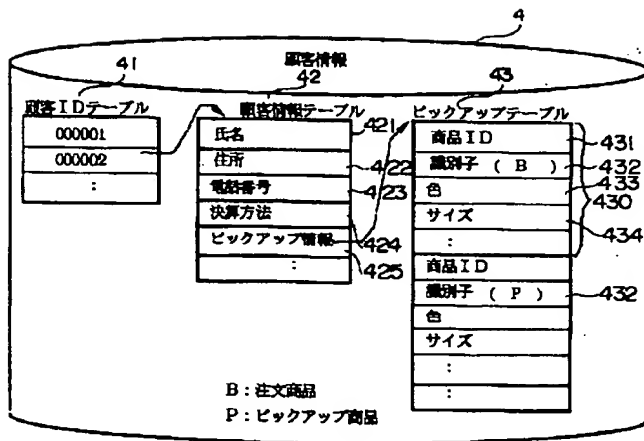 4
顧客情報
41
42
43
顧客IDテーブル
000001
000002
:
顧客情報テーブル
氏名
住所
電話番号
決算方法
ピックアップ情報
:
421
422
423
424
425
ピックアップテーブル
商品ID
識別子 ( B )
色
サイズ
:
商品ID
識別子 ( P )
色
サイズ
:
:
431
432
433
430
434
432
B:注文商品
P:ピックアップ商品